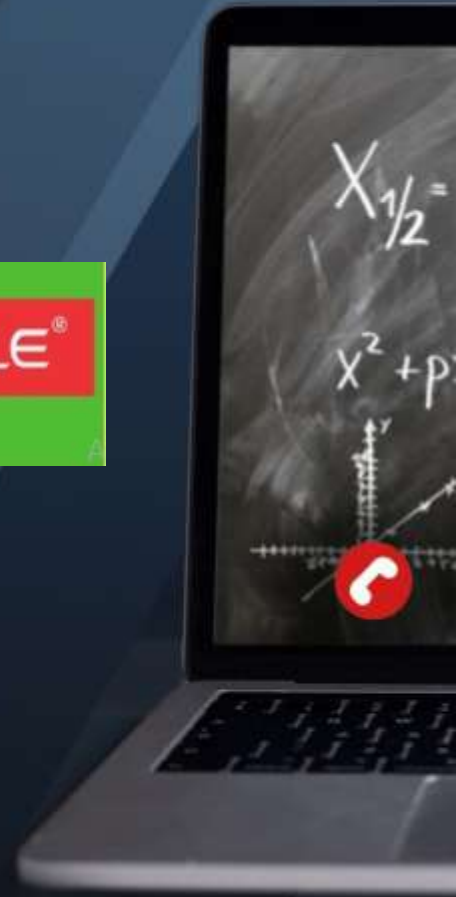 LE®
A
X₁/₂ =
x² + p
y